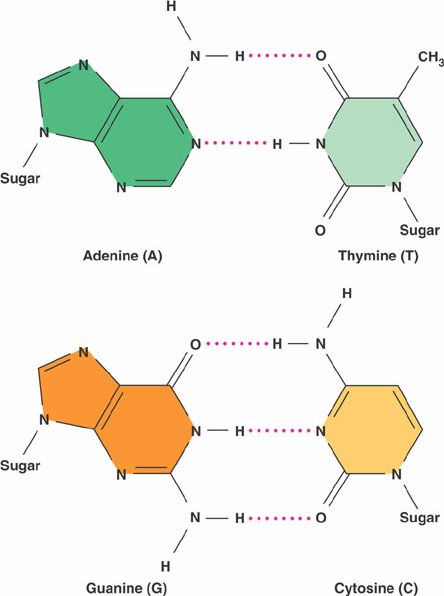 H
N
H
O
CH3
N
N
N
H
N
Sugar
N
N
O
Sugar
Adenine (A)
Thymine (T)
H
N
O
H
N
N
N
H
N
Sugar
N
N
N
H
O
Sugar
H
Guanine (G)
Cytosine (C)